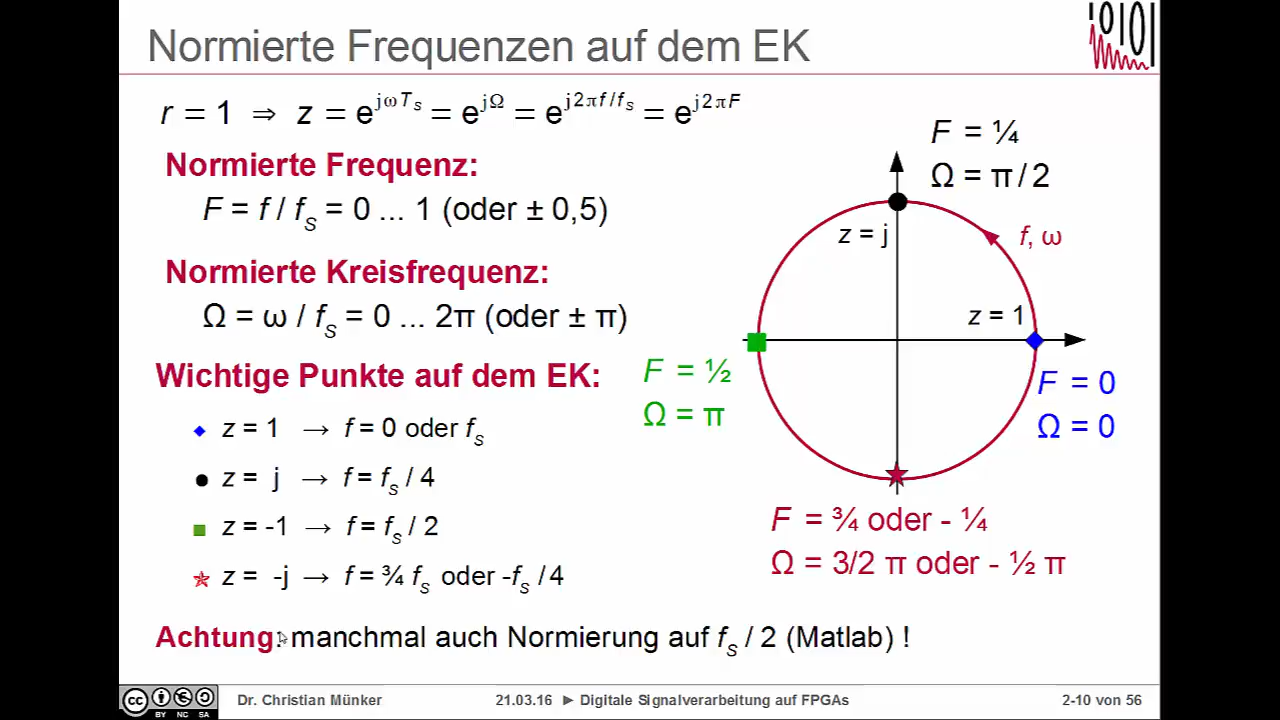 Normierte Frequenzen auf dem EK
r = 1 ⇒ z = e^{jωT_s} = e^{jΩ} = e^{j2πf/f_s} = e^{j2πF}
Normierte Frequenz:
F = f / f_S = 0 ... 1 (oder ± 0,5)
Normierte Kreisfrequenz:
Ω = ω / f_S = 0 ... 2π (oder ± π)
Wichtige Punkte auf dem EK:
z = 1 → f = 0 oder f_s
z = j → f = f_s / 4
z = -1 → f = f_s / 2
z = -j → f = ¾ f_s oder -f_s / 4
Achtung: manchmal auch Normierung auf f_s / 2 (Matlab) !
F = ¼
Ω = π / 2
z = j
f, ω
z = 1
F = ½
Ω = π
F = 0
Ω = 0
F = ¾ oder - ¼
Ω = 3/2 π oder - ½ π
cc BY NC SA
Dr. Christian Münker
21.03.16 ► Digitale Signalverarbeitung auf FPGAs
2-10 von 56